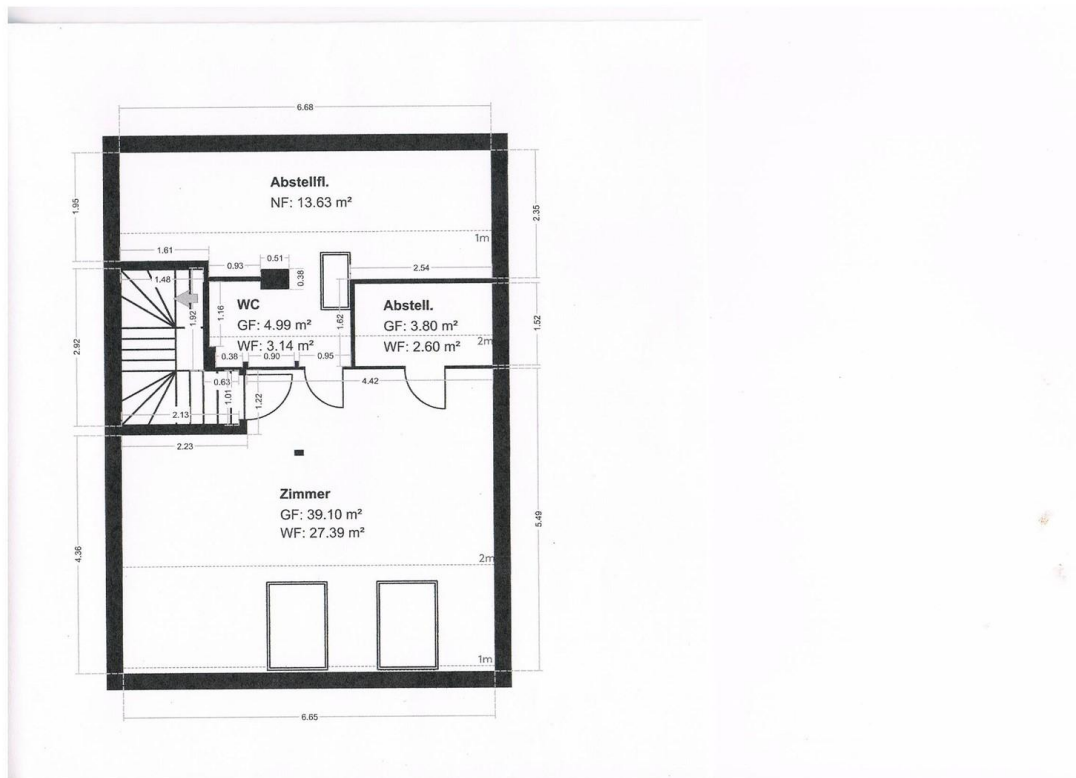 6.68
Abstellfl.
NF: 13.63 m²
1.95
2.35
1m
1.61
0.93
0.51
0.38
2.54
1.48
WC
GF: 4.99 m²
WF: 3.14 m²
Abstell.
GF: 3.80 m²
WF: 2.60 m²
1.16
1.92
1.62
1.52
2m
2.92
0.38
0.90
0.95
0.63
4.42
1.01
1.22
2.13
2.23
Zimmer
GF: 39.10 m²
WF: 27.39 m²
4.36
5.49
2m
1m
6.65